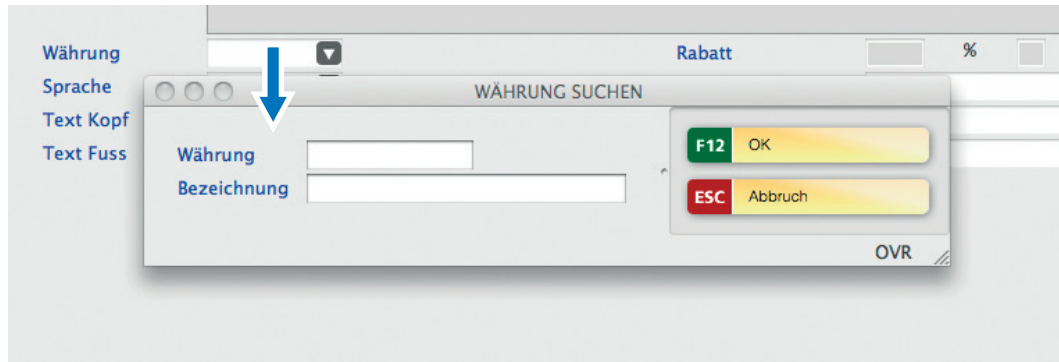 Währung
Rabatt
%
Sprache
WÄHRUNG SUCHEN
Text Kopf
F12 OK
Text Fuss
Währung
Bezeichnung
ESC Abbruch
OVR